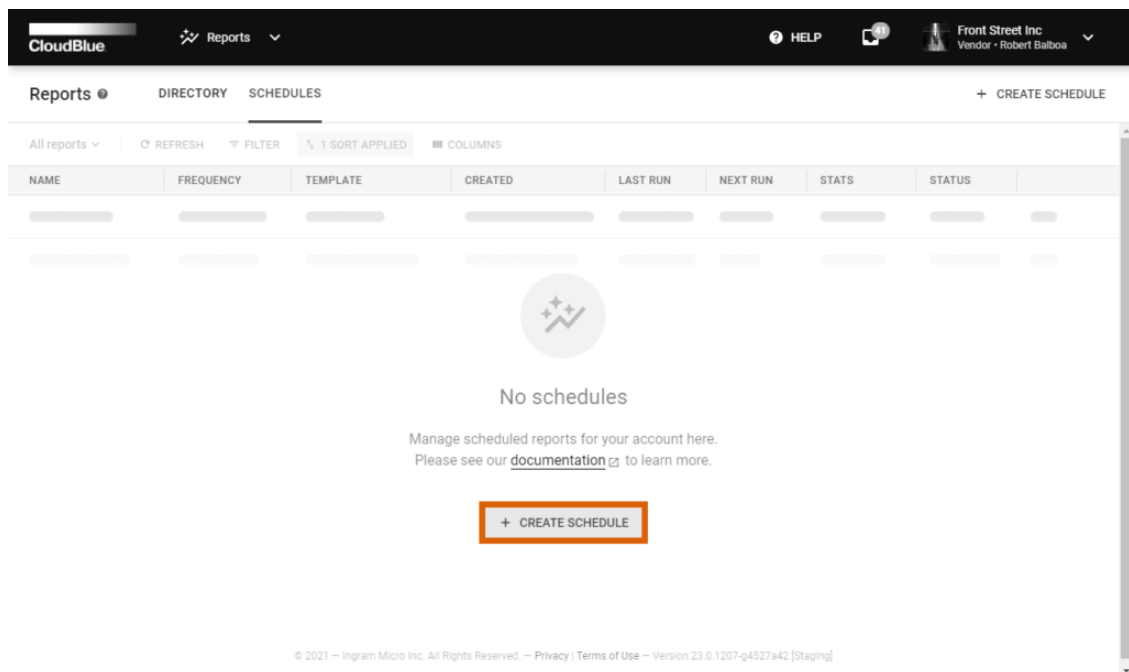 CloudBlue Reports HELP 41 Front Street Inc
Vendor • Robert Balboa
Reports DIRECTORY SCHEDULES + CREATE SCHEDULE
All reports REFRESH FILTER 1 SORT APPLIED COLUMNS
NAME FREQUENCY TEMPLATE CREATED LAST RUN NEXT RUN STATS STATUS
No schedules
Manage scheduled reports for your account here.
Please see our documentation to learn more.
+ CREATE SCHEDULE
© 2021 — Ingram Micro Inc. All Rights Reserved. — Privacy | Terms of Use — Version 23.0.1207-g4527a42 [Staging]